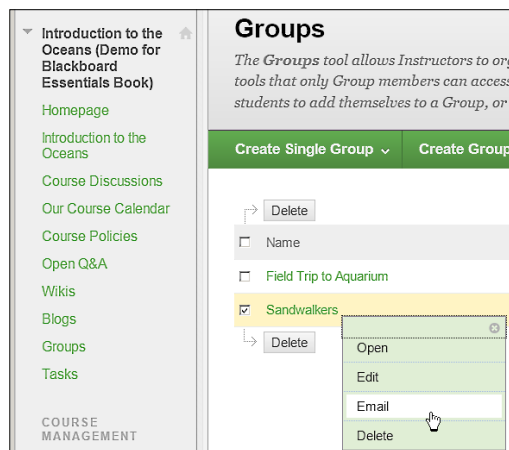 Introduction to the
Oceans (Demo for
Blackboard
Essentials Book)
Homepage
Introduction to the
Oceans
Course Discussions
Our Course Calendar
Course Policies
Open Q&A
Wikis
Blogs
Groups
Tasks
COURSE
MANAGEMENT
Groups
The Groups tool allows Instructors to org
tools that only Group members can access
students to add themselves to a Group, or
Create Single Group
Create Group
Delete
Name
Field Trip to Aquarium
Sandwalkers
Delete
Open
Edit
Email
Delete